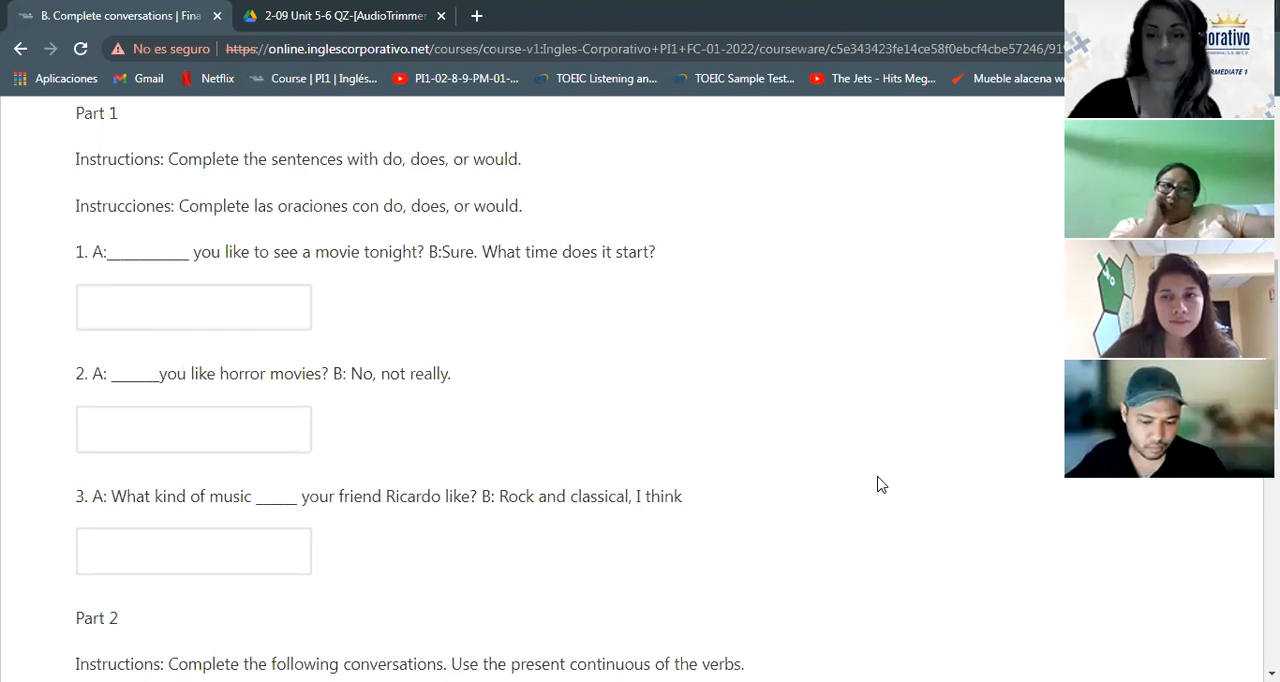 B. Complete conversations | Fina
2-09 Unit 5-6 QZ-[AudioTrimmer
No es seguro
https://online.inglescorporativo.net/courses/course-v1:Ingles-Corporativo+PI1+FC-01-2022/courseware/c5e343423fe14ce58f0ebcf4cbe57246/91
Aplicaciones
Gmail
Netflix
Course | PI1 | Inglés...
PI1-02-8-9-PM-01-...
TOEIC Listening an...
TOEIC Sample Test...
The Jets - Hits Meg...
Mueble alacena
Part 1
Instructions: Complete the sentences with do, does, or would.
Instrucciones: Complete las oraciones con do, does, or would.
1. A:___________ you like to see a movie tonight? B:Sure. What time does it start?
2. A: ______you like horror movies? B: No, not really.
3. A: What kind of music _____ your friend Ricardo like? B: Rock and classical, I think
Part 2
Instructions: Complete the following conversations. Use the present continuous of the verbs.